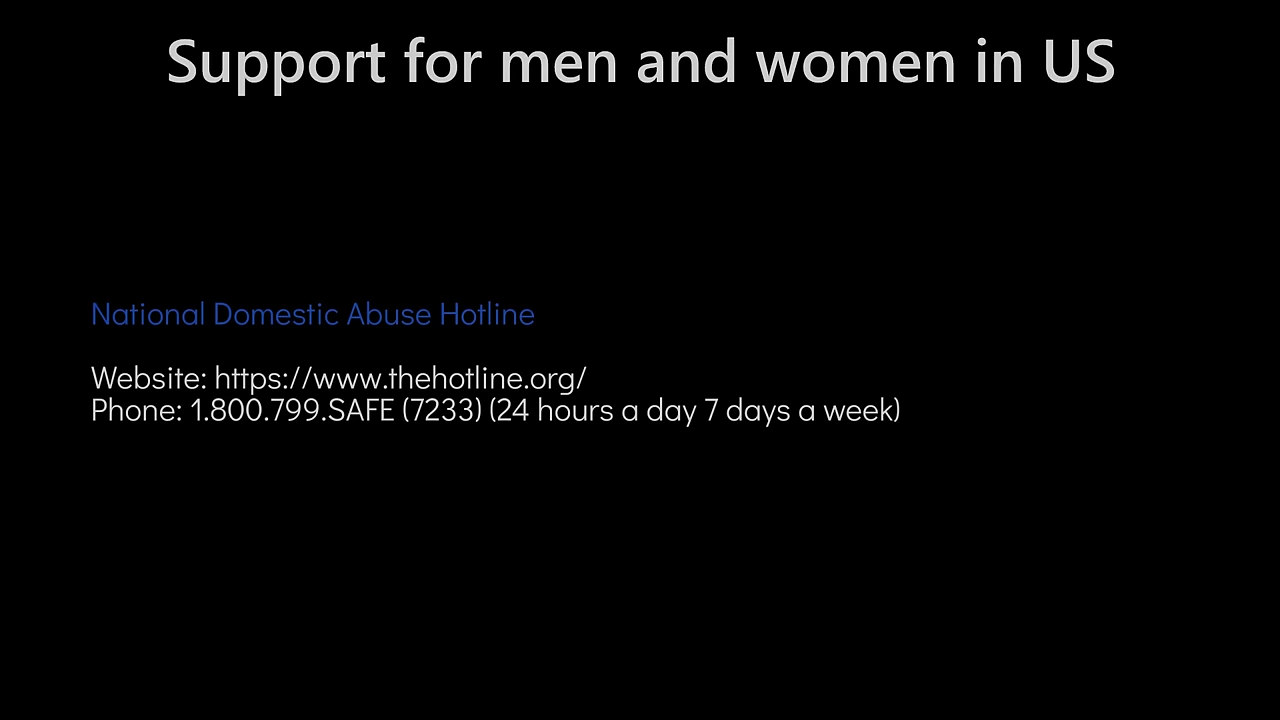 Support for men and women in US
National Domestic Abuse Hotline
Website: https://www.thehotline.org/
Phone: 1.800.799.SAFE (7233) (24 hours a day 7 days a week)